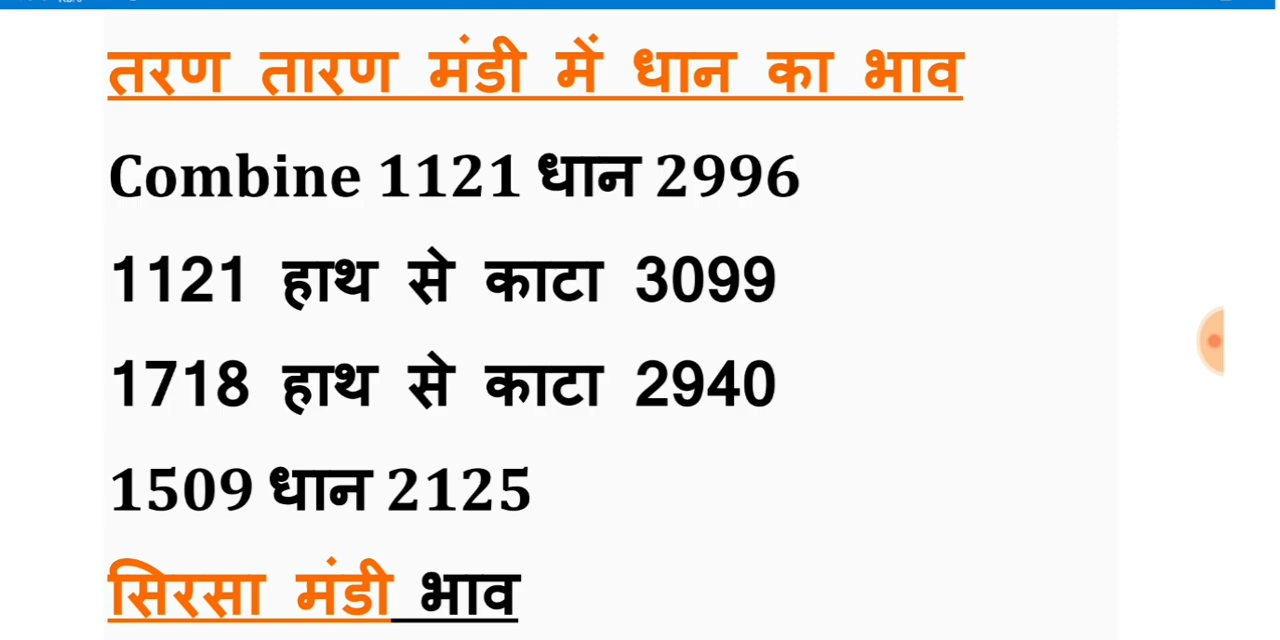 तरण तारण मंडी में धान का भाव
Combine 1121 धान 2996
1121 हाथ से काटा 3099
1718 हाथ से काटा 2940
1509 धान 2125
सिरसा मंडी भाव